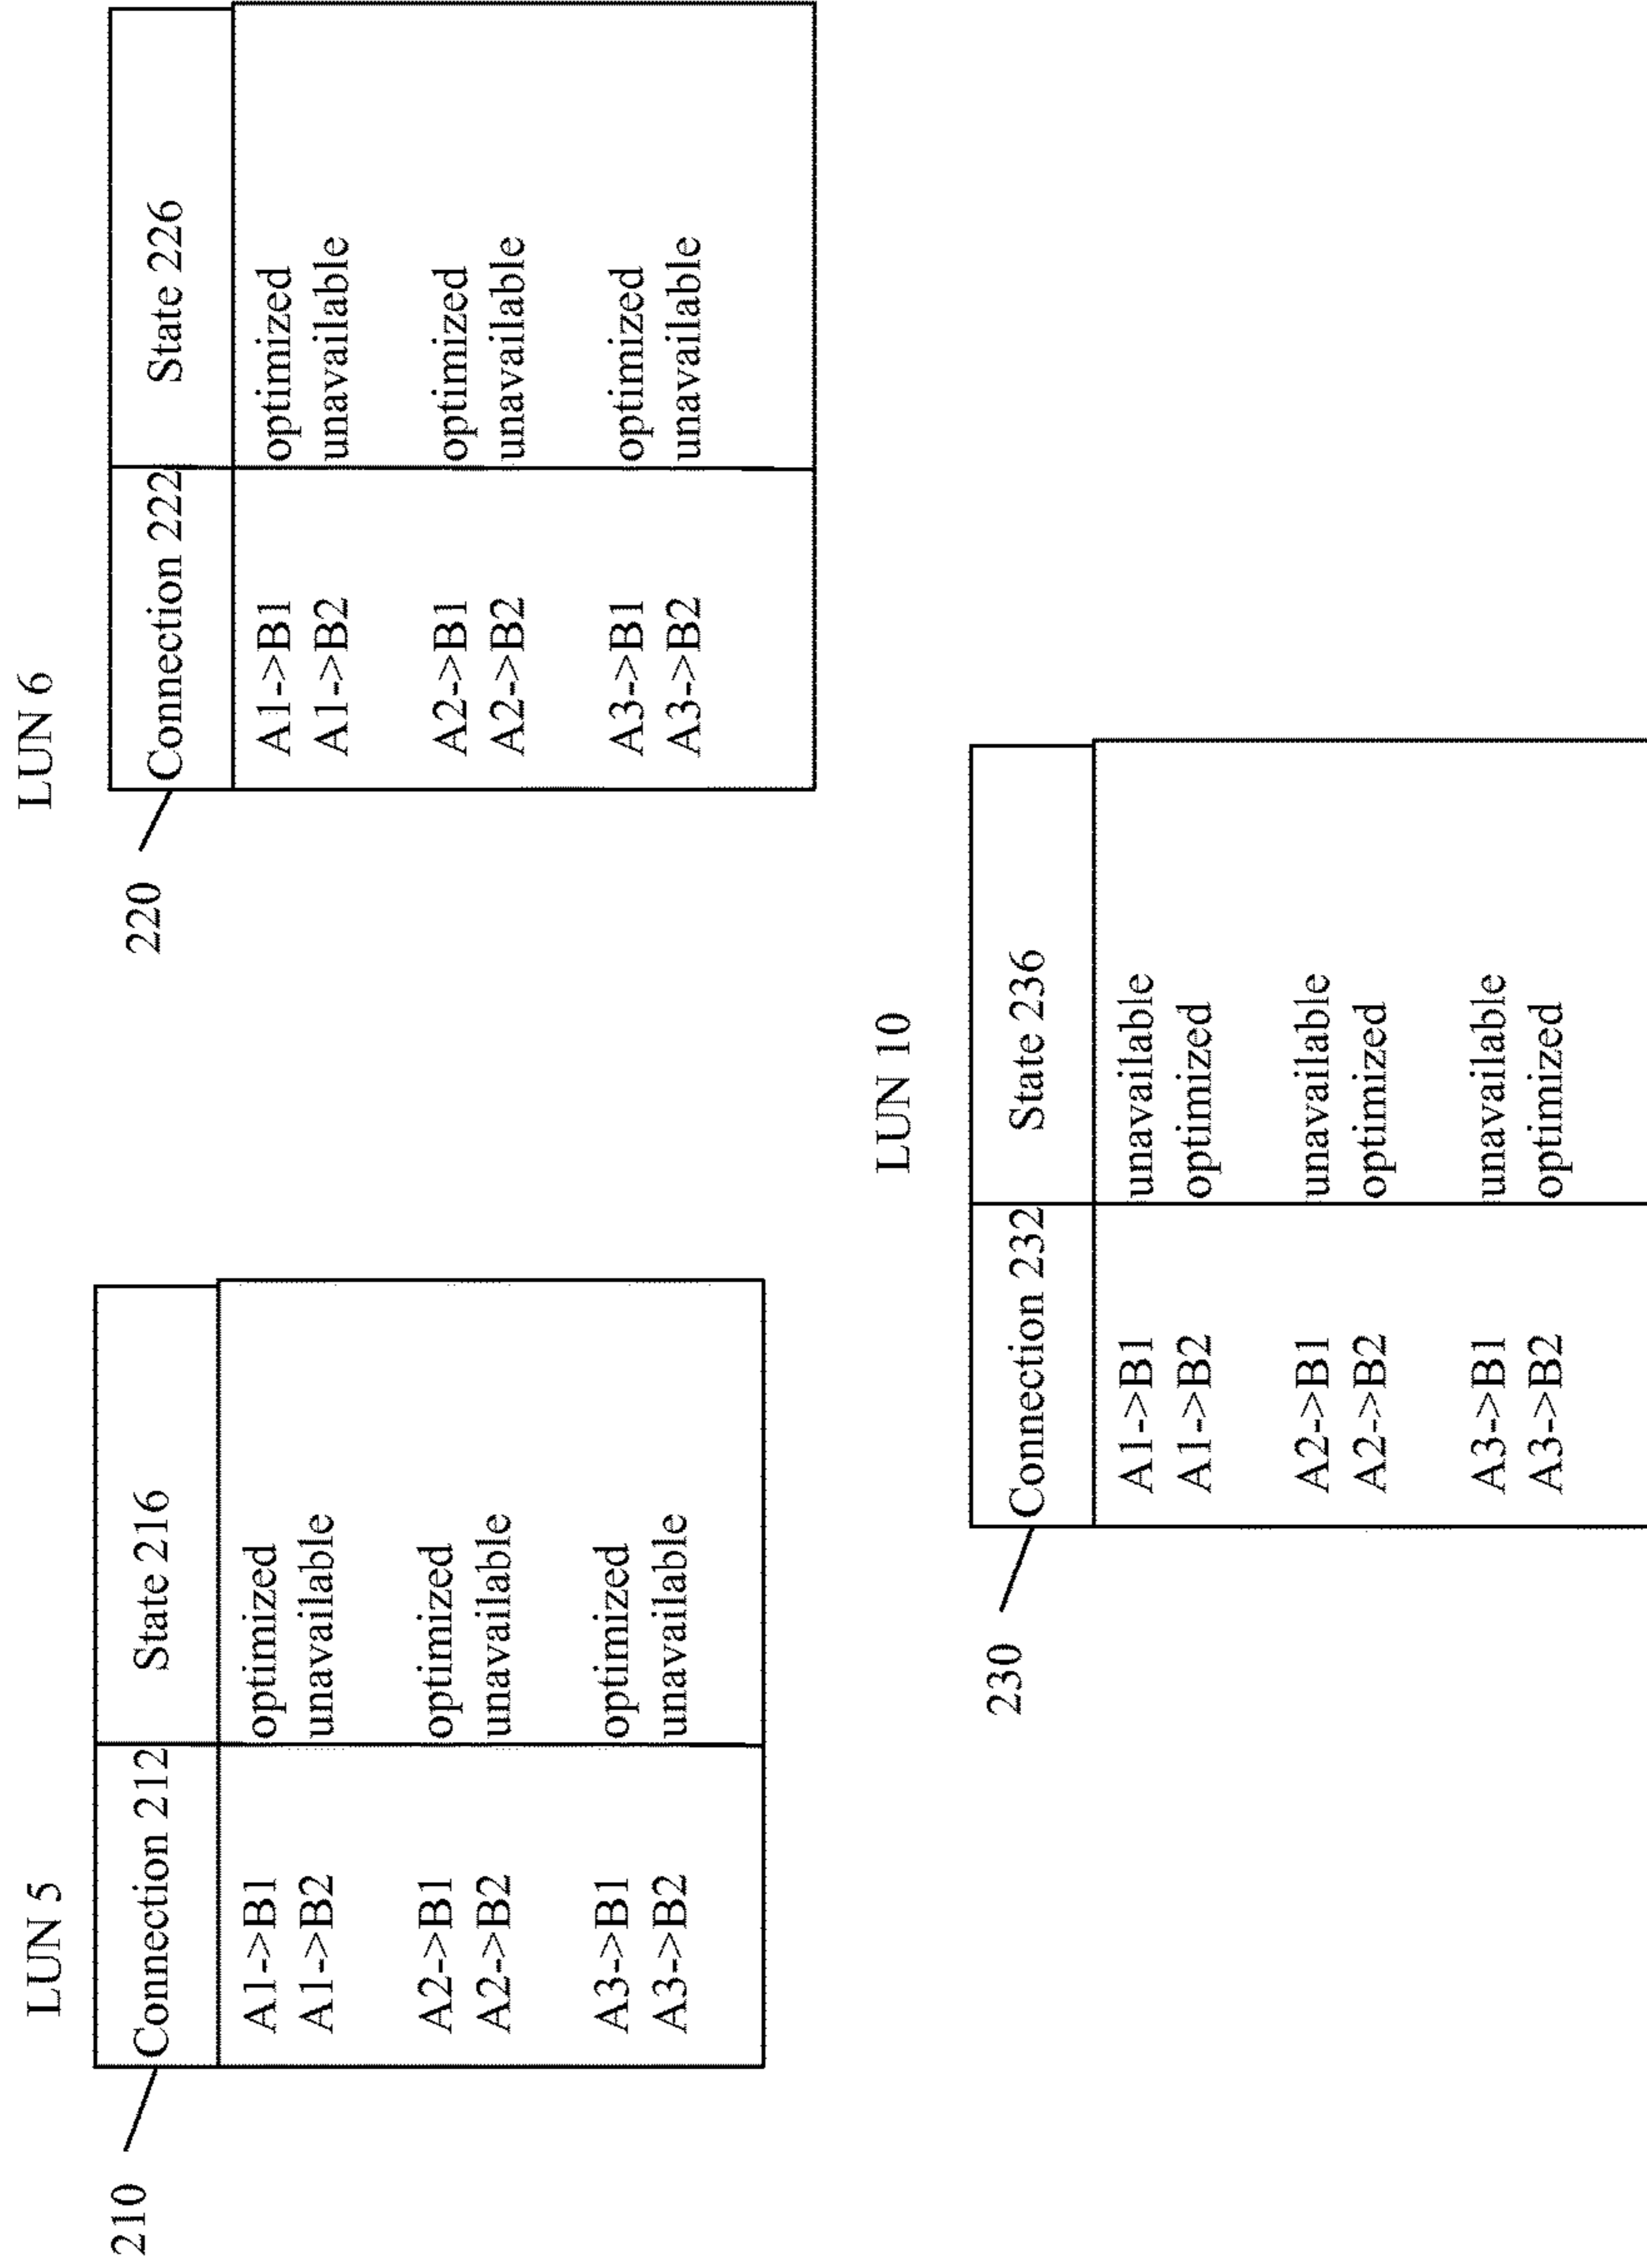 LUN 5
210
Connection 212 State 216
A1->B1 optimized
A1->B2 unavailable
A2->B1 optimized
A2->B2 unavailable
A3->B1 optimized
A3->B2 unavailable
LUN 6
220
Connection 222 State 226
A1->B1 optimized
A1->B2 unavailable
A2->B1 optimized
A2->B2 unavailable
A3->B1 optimized
A3->B2 unavailable
LUN 10
230
Connection 232 State 236
A1->B1 unavailable
A1->B2 optimized
A2->B1 unavailable
A2->B2 optimized
A3->B1 unavailable
A3->B2 optimized